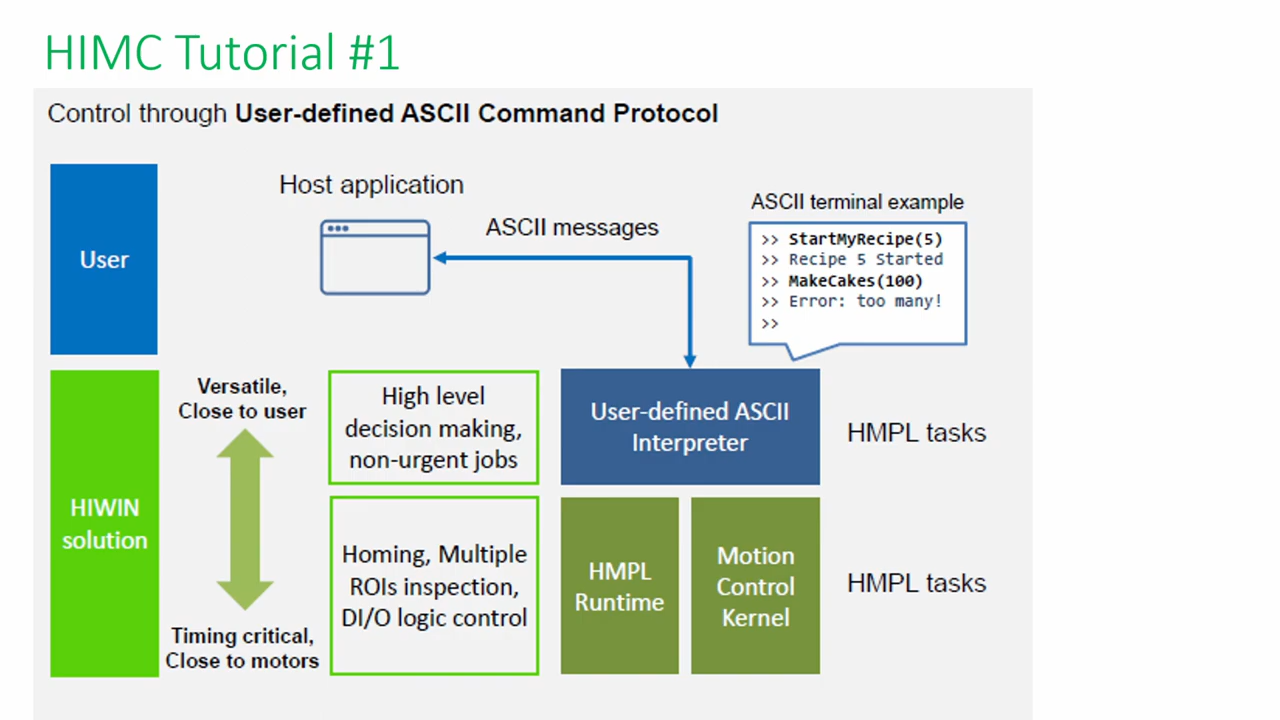 HIMC Tutorial #1
Control through User-defined ASCII Command Protocol
User
Host application
ASCII messages
ASCII terminal example
>> StartMyRecipe(5)
>> Recipe 5 Started
>> MakeCakes(100)
>> Error: too many!
>>
HIWIN
solution
Versatile,
Close to user
Timing critical,
Close to motors
High level
decision making,
non-urgent jobs
User-defined ASCII
Interpreter
HMPL tasks
Homing, Multiple
ROIs inspection,
DI/O logic control
HMPL
Runtime
Motion
Control
Kernel
HMPL tasks